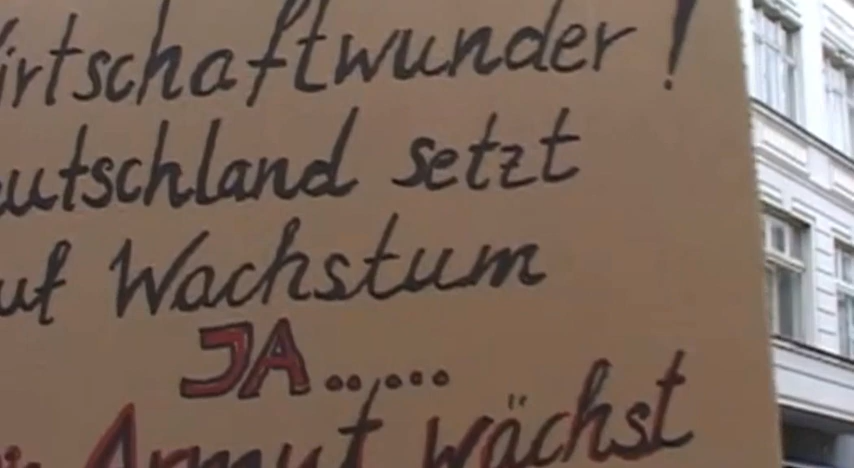 irtschaftwunder!
eutschland setzt
uf Wachstum
JA......
Armut wächst